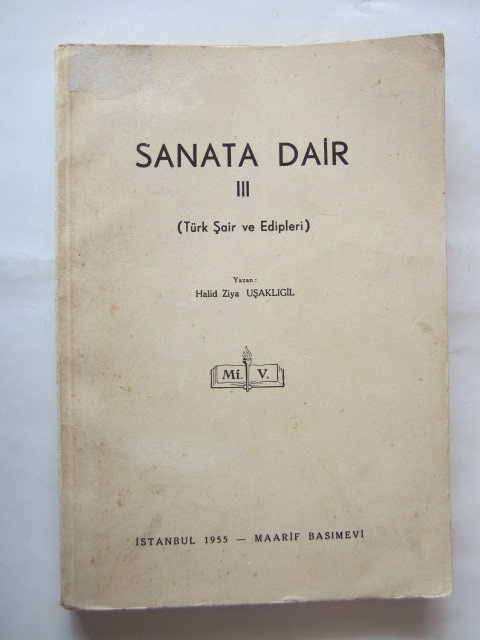 SANATA DAİR
III
(Türk Şair ve Edipleri)
Yazan :
Halid Ziya UŞAKLIGİL
Mf. V.
İSTANBUL 1955 — MAARİF BASIMEVİ